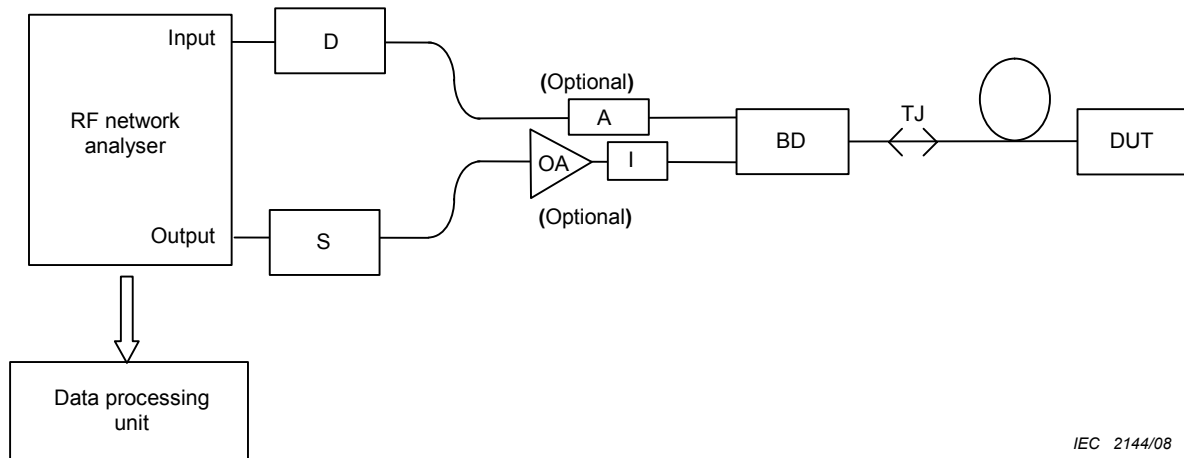 Input
D
(Optional)
RF network
analyser
A
BD
TJ
DUT
OA
I
(Optional)
Output
S
Data processing
unit
IEC 2144/08